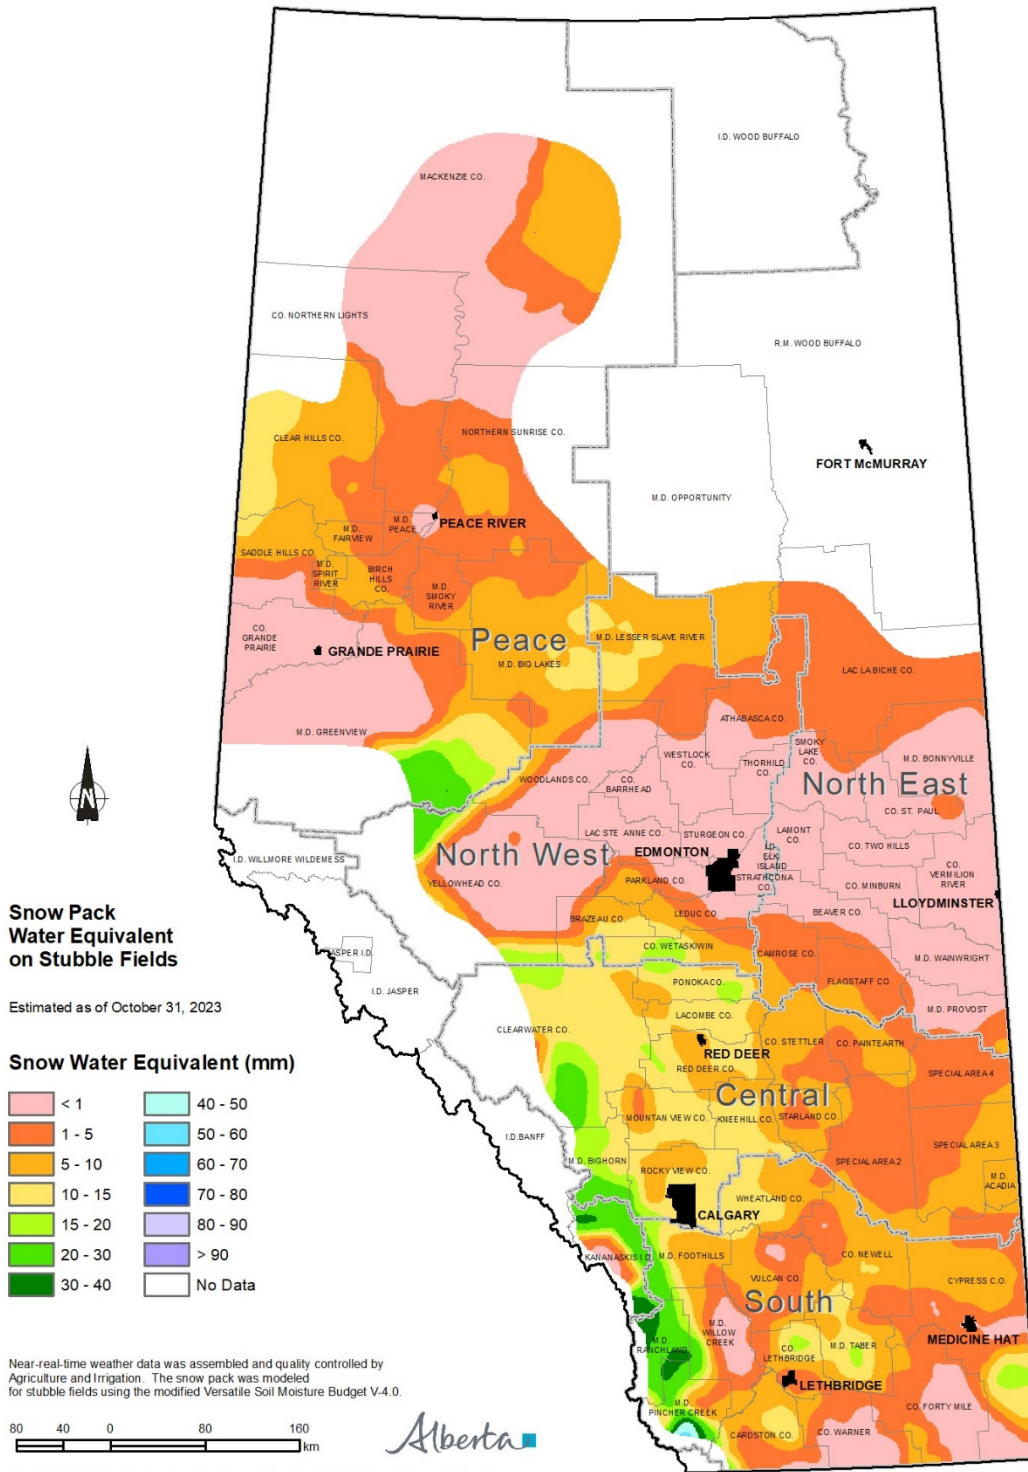 I.D. WOOD BUFFALO
MACKENZIE CO.
CO. NORTHERN LIGHTS
R.M. WOOD BUFFALO
CLEAR HILLS CO.
NORTHERN SUNRISE CO.
FORT McMURRAY
M.D. OPPORTUNITY
M.D.
PEACE
PEACE RIVER
M.D.
FAIRVIEW
SADDLE HILLS CO.
M.D.
SPIRIT
RIVER
BIRCH
HILLS
CO.
M.D.
SMOKY
RIVER
CO.
GRANDE
PRAIRIE
GRANDE PRAIRIE
Peace
M.D. LESSER SLAVE RIVER
M.D. BIG LAKES
LAC LA BICHE CO.
M.D. GREENVIEW
ATHABASCA CO.
WOODLANDS CO.
CO.
BARRHEAD
WESTLOCK
CO.
THORHILD
CO.
SMOKY
LAKE
CO.
M.D. BONNYVILLE
North East
CO. ST. PAUL
N
LAC STE ANNE CO.
STURGEON CO.
LAMONT
CO.
CO. TWO HILLS
North West
EDMONTON
I.D.
ELK
ISLAND
STRATHCONA
CO.
I.D. WILLMORE WILDERNESS
YELLOWHEAD CO.
PARKLAND CO.
CO. MINBURN
CO.
VERMILION
RIVER
LLOYDMINSTER
BRAZEAU CO.
LEDUC CO.
BEAVER CO.
Snow Pack
Water Equivalent
on Stubble Fields
JASPER I.D.
CO. WETASKIWIN
CAMROSE CO.
M.D. WAINWRIGHT
I.D. JASPER
PONOKA CO.
FLAGSTAFF CO.
M.D. PROVOST
Estimated as of October 31, 2023
CLEARWATER CO.
LACOMBE CO.
RED DEER
RED DEER CO.
CO. STETTLER
CO. PAINTEARTH
SPECIAL AREA 4
Central
MOUNTAN VIEW CO.
KNEEHILL CO.
STARLAND CO.
I.D.BANFF
M.D. BIGHORN
SPECIAL AREA 3
SPECIAL AREA 2
M.D.
ACADIA
ROCKY VIEW CO.
WHEATLAND CO.
CALGARY
KANANASKIS I.D.
M.D. FOOTHILLS
CO. NEWELL
VULCAN CO.
CYPRESS C.O.
South
M.D.
WILLOW
CREEK
MEDICINE HAT
M.D.
RANCHLAND
CO.
LETHBRIDGE
M.D. TABER
LETHBRIDGE
M.D.
PINCHER CREEK
CO. FORTY MILE
CARDSTON CO.
CO. WARNER
Snow Water Equivalent (mm)
< 1
40 - 50
1 - 5
50 - 60
5 - 10
60 - 70
10 - 15
70 - 80
15 - 20
80 - 90
20 - 30
> 90
30 - 40
No Data
Near-real-time weather data was assembled and quality controlled by
Agriculture and Irrigation. The snow pack was modeled
for stubble fields using the modified Versatile Soil Moisture Budget V-4.0.
80 40 0 80 160
km
Alberta